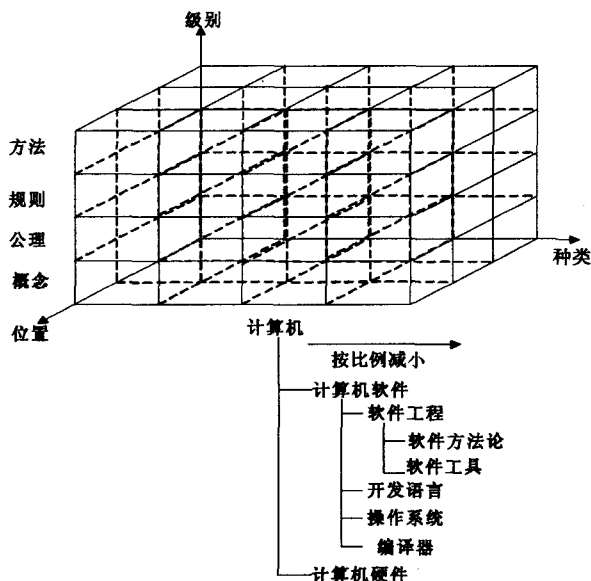 级别
方法
规则
公理
概念
种类
位置
计算机
按比例减小
计算机软件
软件工程
软件方法论
软件工具
开发语言
操作系统
编译器
计算机硬件